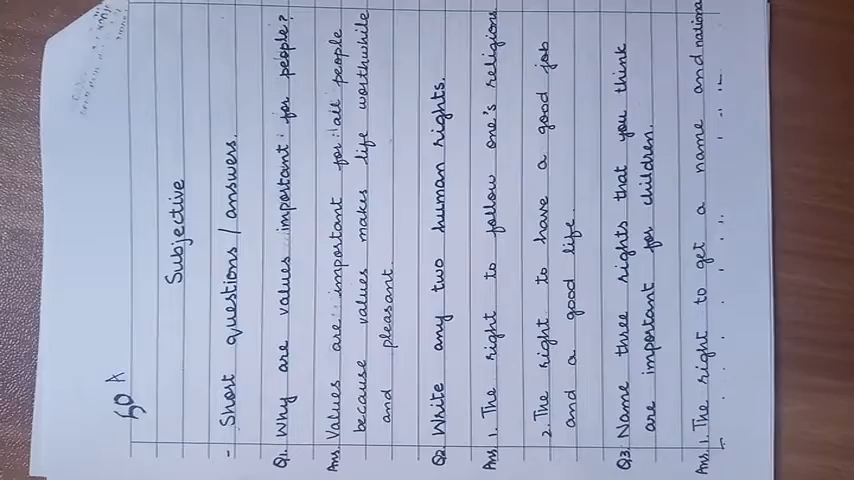 50 A
Subjective
- Short questions / answers.
Q1. Why are values important for people?
Ans. Values are important for all people
because values makes life worthwhile
and pleasant.
Q2. Write any two human rights.
Ans. 1. The right to follow one's religions
2. The right to have a good job
and a good life.
Q3. Name three rights that you think
are important for children.
Ans. 1. The right to get a name and nationa